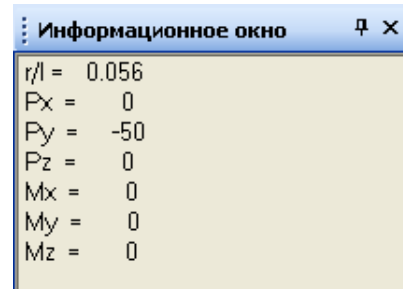 Информационное окно
r/l = 0.056
Px = 0
Py = -50
Pz = 0
Mx = 0
My = 0
Mz = 0